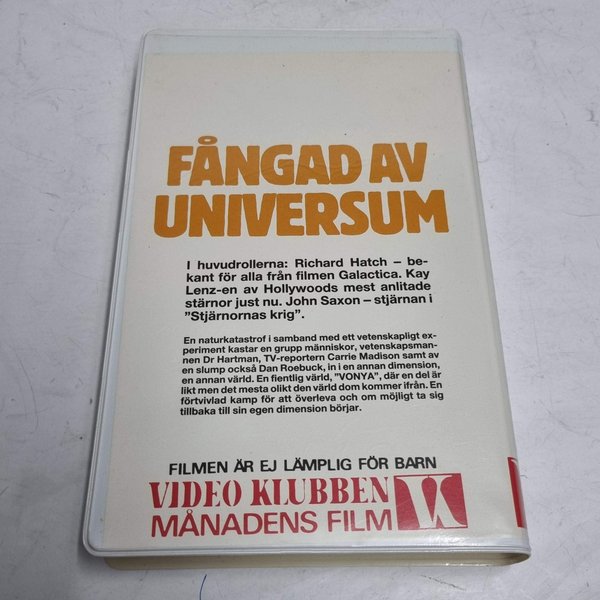 FÅNGAD AV
UNIVERSUM
I huvudrollerna: Richard Hatch – be-
kant för alla från filmen Galactica. Kay
Lenz-en av Hollywoods mest anlitade
stärnor just nu. John Saxon – stjärnan i
"Stjärnornas krig".
En naturkatastrof i samband med ett vetenskapligt ex-
periment kastar en grupp människor, vetenskapsman-
nen Dr Hartman, TV-reportern Carrie Madison samt av
en slump också Dan Roebuck, in i en annan dimension,
en annan värld. En fientlig värld, "VONYA", där en del är
likt men det mesta olikt den värld dom kommer ifrån. En
förtvivlad kamp för att överleva och om möjligt ta sig
tillbaka till sin egen dimension börjar.
FILMEN ÄR EJ LÄMPLIG FÖR BARN
VIDEO KLUBBEN
MÅNADENS FILM
VK